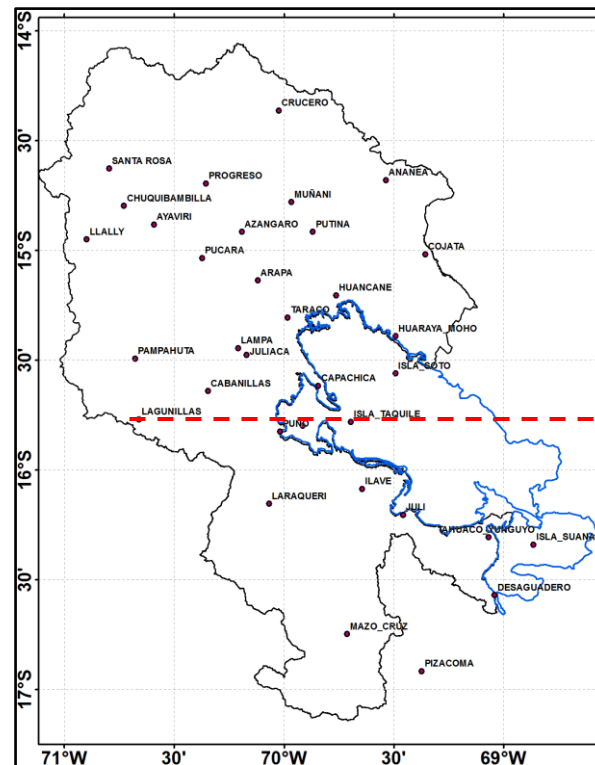 14°S
CRUCERO
30'
SANTA ROSA
ANANEA
PROGRESO
MUÑANI
CHUQUIBAMBILLA
AYAVIRI
AZANGARO
PUTINA
LLALLY
15°S
COJATA
PUCARA
ARAPA
HUANCANE
TARACO
HUARAYA_MOHO
LAMPA
JULIACA
PAMPAHUTA
30'
ISLA_SOTO
CAPACHICA
CABANILLAS
LAGUNILLAS
ISLA_TAQUILE
PUNO
16°S
ILAVE
LARAQUERI
JULI
TAHUACO_YUNGUYO
ISLA_SUANA
30'
DESAGUADERO
MAZO_CRUZ
PIZACOMA
17°S
71°W 30' 70°W 30' 69°W